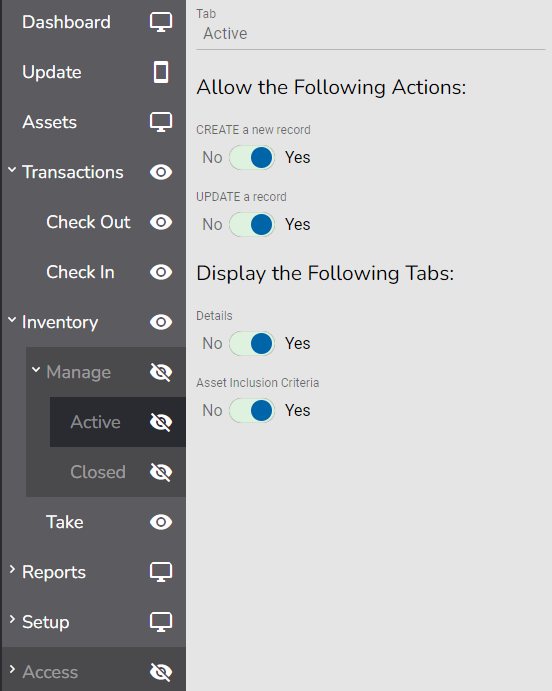 Dashboard
Update
Assets
Transactions
Check Out
Check In
Inventory
Manage
Active
Closed
Take
Reports
Setup
Access
Tab
Active
Allow the Following Actions:
CREATE a new record
No Yes
UPDATE a record
No Yes
Display the Following Tabs:
Details
No Yes
Asset Inclusion Criteria
No Yes